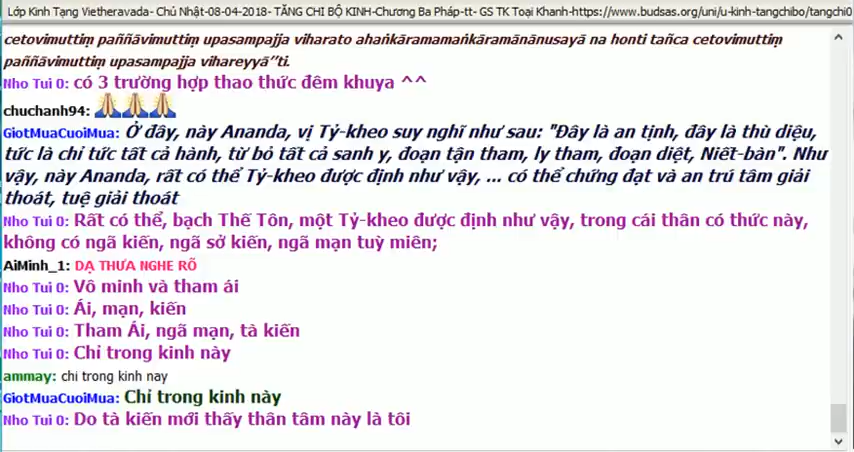 Lớp Kinh Tạng Vietheravada- Chủ Nhật-08-04-2018- TĂNG CHI BỘ KINH-Chương Ba Pháp-tt- GS TK Toại Khanh-https://www.budsas.org/uni/u-kinh-tangchibo/tangchi0
cetovimuttiṃ paññāvimuttiṃ upasampajja viharato ahaṅkāramamaṅkāramānānusayā na honti tañca cetovimuttiṃ
paññāvimuttiṃ upasampajja vihareyyā’’ti.
Nho Tui 0: có 3 trường hợp thao thức đêm khuya ^^
chuchanh94: 🙏🙏🙏
GiotMuaCuoiMua: Ở đây, này Ananda, vị Tỷ-kheo suy nghĩ như sau: "Đây là an tịnh, đây là thù diệu,
tức là chỉ tức tất cả hành, từ bỏ tất cả sanh y, đoạn tận tham, ly tham, đoạn diệt, Niết-bàn". Như
vậy, này Ananda, rất có thể Tỷ-kheo được định như vậy, ... có thể chứng đạt và an trú tâm giải
thoát, tuệ giải thoát
Nho Tui 0: Rất có thể, bạch Thế Tôn, một Tỷ-kheo được định như vậy, trong cái thân có thức này,
không có ngã kiến, ngã sở kiến, ngã mạn tuỳ miên;
AiMinh_1: DẠ THƯA NGHE RÕ
Nho Tui 0: Vô minh và tham ái
Nho Tui 0: Ái, mạn, kiến
Nho Tui 0: Tham Ái, ngã mạn, tà kiến
Nho Tui 0: Chỉ trong kinh này
ammay: chi trong kinh nay
GiotMuaCuoiMua: Chỉ trong kinh này
Nho Tui 0: Do tà kiến mới thấy thân tâm này là tôi